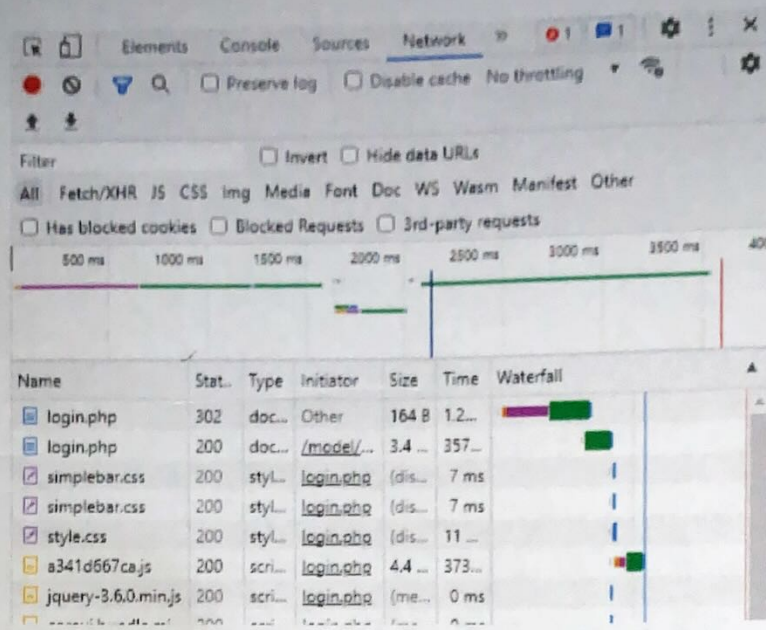 Elements Console Sources Network » 1 1
Preserve log Disable cache No throttling
Filter Invert Hide data URLs
All Fetch/XHR JS CSS Img Media Font Doc WS Wasm Manifest Other
Has blocked cookies Blocked Requests 3rd-party requests
500 ms 1000 ms 1500 ms 2000 ms 2500 ms 3000 ms 3500 ms 400
Name Stat... Type Initiator Size Time Waterfall
login.php 302 doc... Other 164 B 1.2...
login.php 200 doc... /model/... 3.4 ... 357...
simplebar.css 200 styl... login.php (dis... 7 ms
simplebar.css 200 styl... login.php (dis... 7 ms
style.css 200 styl... login.php (dis... 11 ...
a341d667ca.js 200 scri... login.php 4.4 ... 373...
jquery-3.6.0.min.js 200 scri... login.php (me... 0 ms